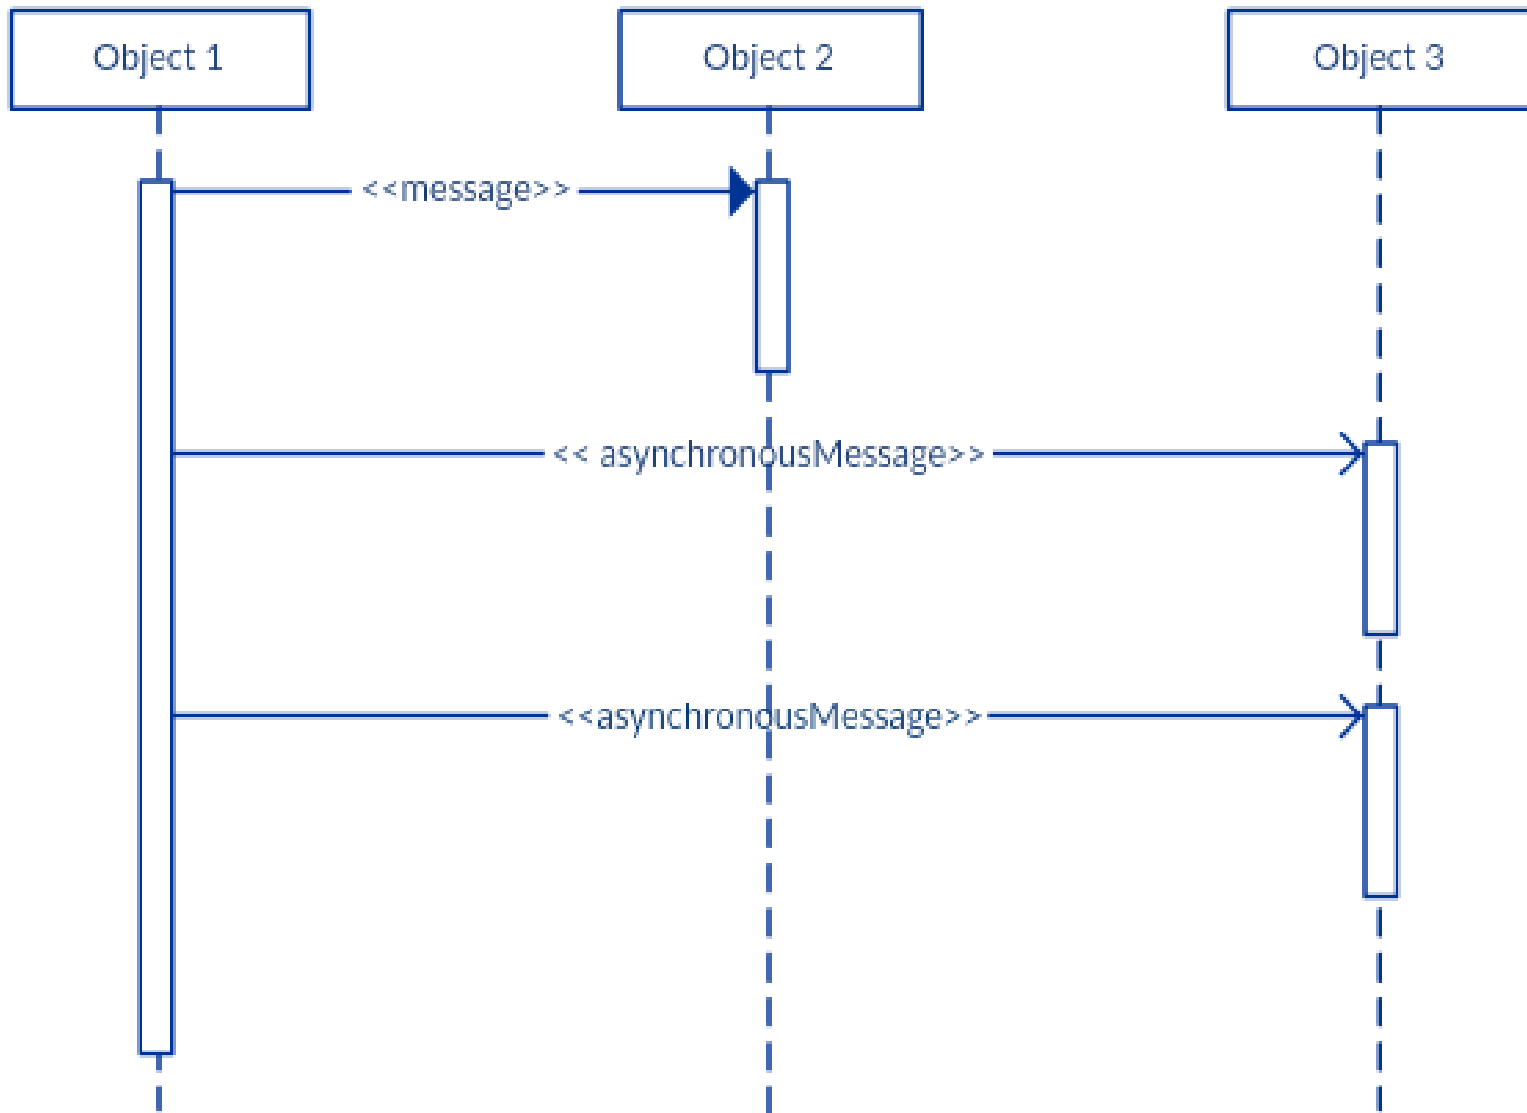 Object 1
Object 2
Object 3
<<message>>
<< asynchronousMessage>>
<<asynchronousMessage>>